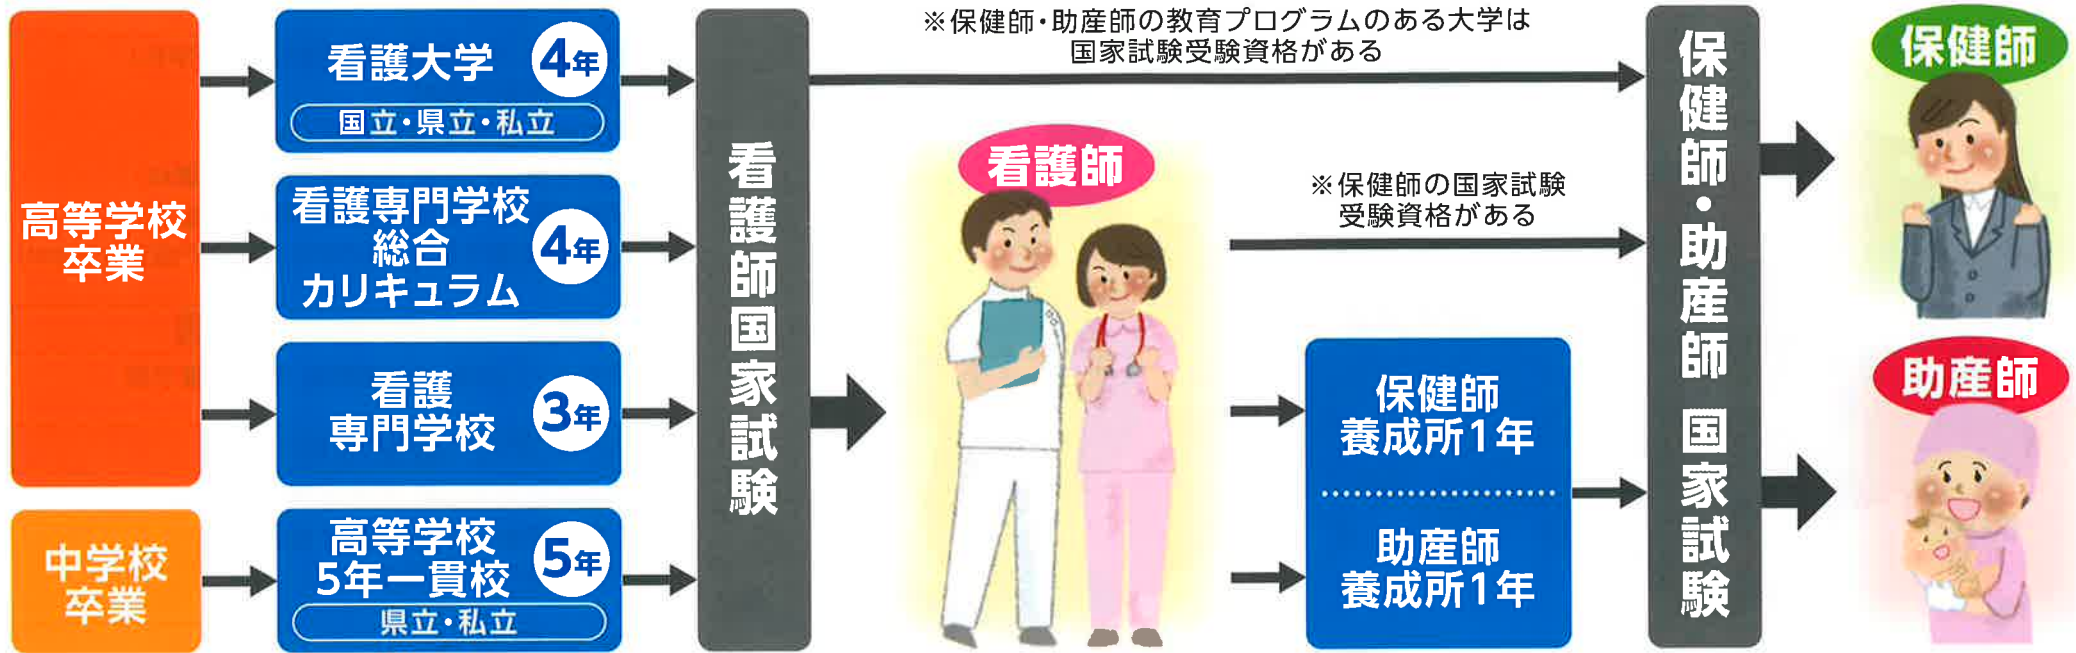 高等学校
卒業
看護大学
4年
国立・県立・私立
看護専門学校
総合
カリキュラム
4年
看護
専門学校
3年
中学校
卒業
高等学校
5年一貫校
5年
県立・私立
看護師国家試験
※保健師・助産師の教育プログラムのある大学は
国家試験受験資格がある
看護師
※保健師の国家試験
受験資格がある
保健師
養成所1年
助産師
養成所1年
保健師・助産師 国家試験
保健師
助産師